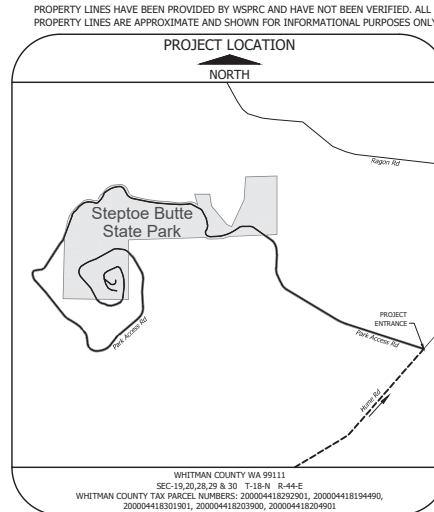 PROPERTY LINES HAVE BEEN PROVIDED BY WSPRC AND HAVE NOT BEEN VERIFIED. ALL
PROPERTY LINES ARE APPROXIMATE AND SHOWN FOR INFORMATIONAL PURPOSES ONLY
PROJECT LOCATION
NORTH
Ragon Rd
Steptoe Butte
State Park
PROJECT
ENTRANCE
Park Access Rd
Park Access Rd
Hume Rd
WHITMAN COUNTY WA 99111
SEC-19,20,28,29 & 30 T-18-N R-44-E
WHITMAN COUNTY TAX PARCEL NUMBERS: 200004418292901, 200004418194490,
200004418301901, 200004418203900, 200004418204901